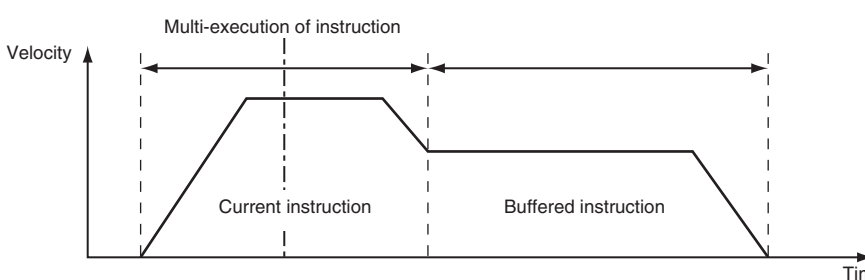 Multi-execution of instruction
Velocity
Current instruction
Buffered instruction